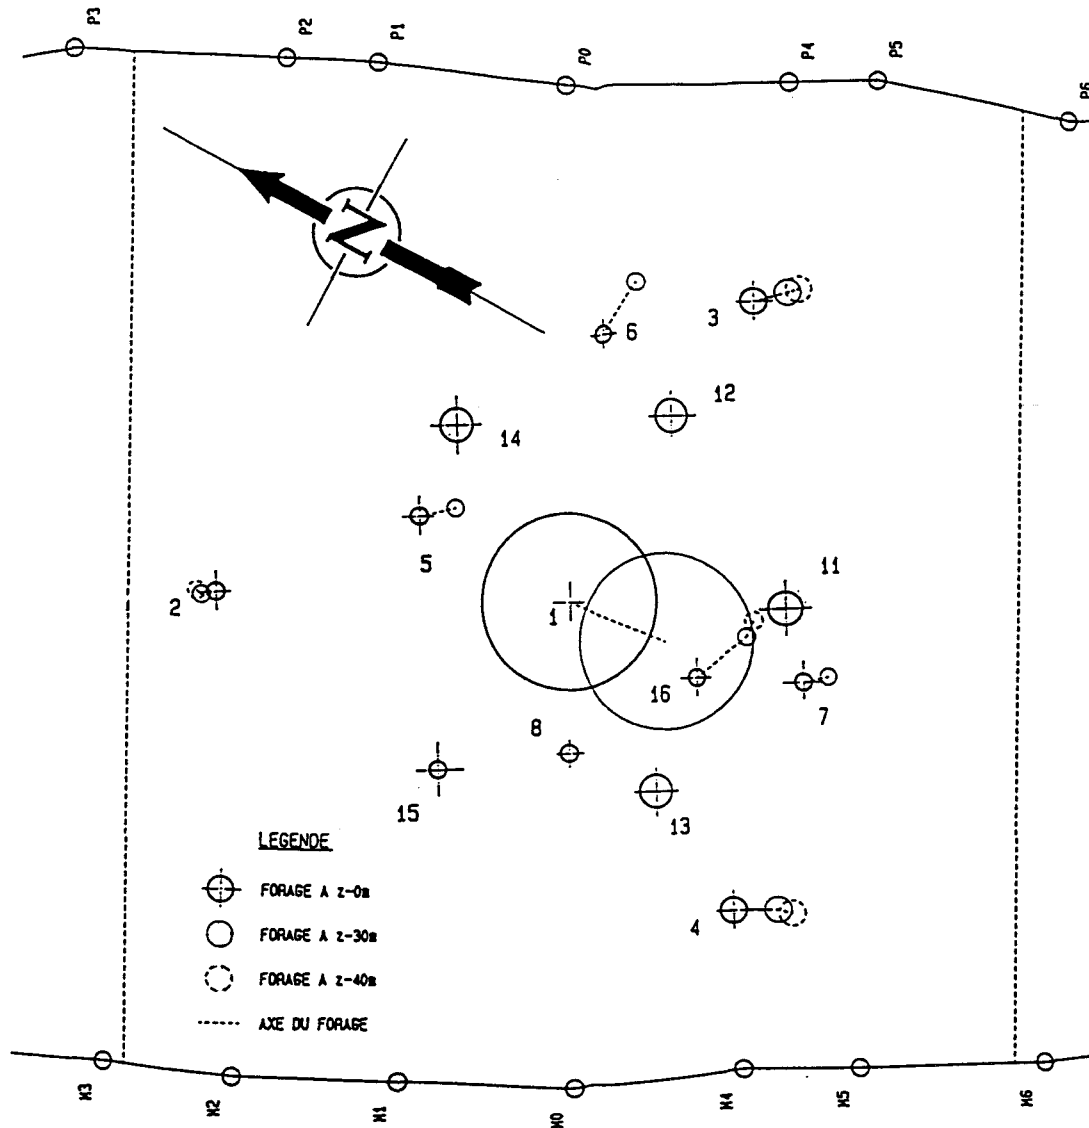 P3
P2
P1
P0
P4
P5
P6
N
6
3
12
14
5
2
1
11
16
7
8
15
13
4
LEGENDE
FORAGE A z-0m
FORAGE A z-30m
FORAGE A z-40m
AXE DU FORAGE
M3
M2
M1
M0
M4
M5
M6